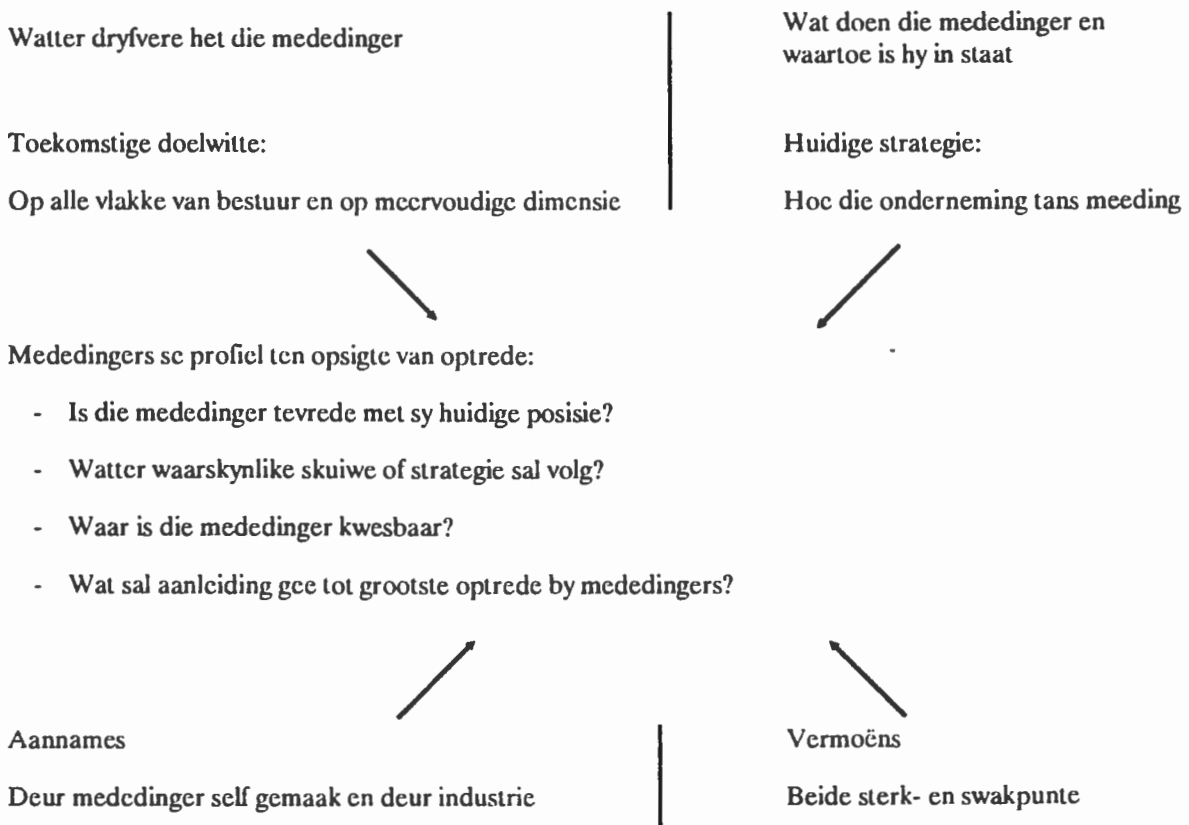 Watter dryfvere het die mededinger
Wat doen die mededinger en
waartoe is hy in staat
Toekomstige doelwitte:
Huidige strategie:
Op alle vlakke van bestuur en op meervoudige dimensie
Hoe die onderneming tans meeding
Mededingers se profiel ten opsigte van optrede:
- Is die mededinger tevrede met sy huidige posisie?
- Watter waarskynlike skuiwe of strategie sal volg?
- Waar is die mededinger kwesbaar?
- Wat sal aanleiding gee tot grootste optrede by mededingers?
Aannames
Vermoëns
Deur mededinger self gemaak en deur industrie
Beide sterk- en swakpunte